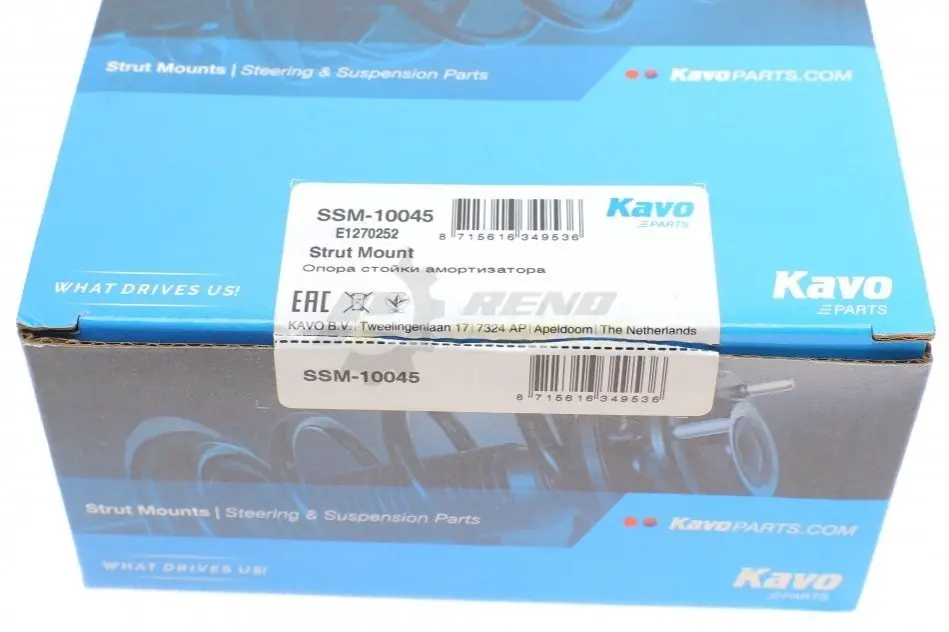 Strut Mounts | Steering & Suspension Parts
KavoPARTS.COM
SSM-10045
E1270252
8 715616 349536
Kavo
PARTS
Strut Mount
Опора стойки амортизатора
WHAT DRIVES US!
Kavo
PARTS
EAC
RENO
KAVO B.V. | Tweelingenlaan 17 | 7324 AP | Apeldoorn | The Netherlands
SSM-10045
8 715616 349536
Strut Mounts | Steering & Suspension Parts
KavoPARTS.COM
WHAT DRIVES US!
Kavo
PARTS